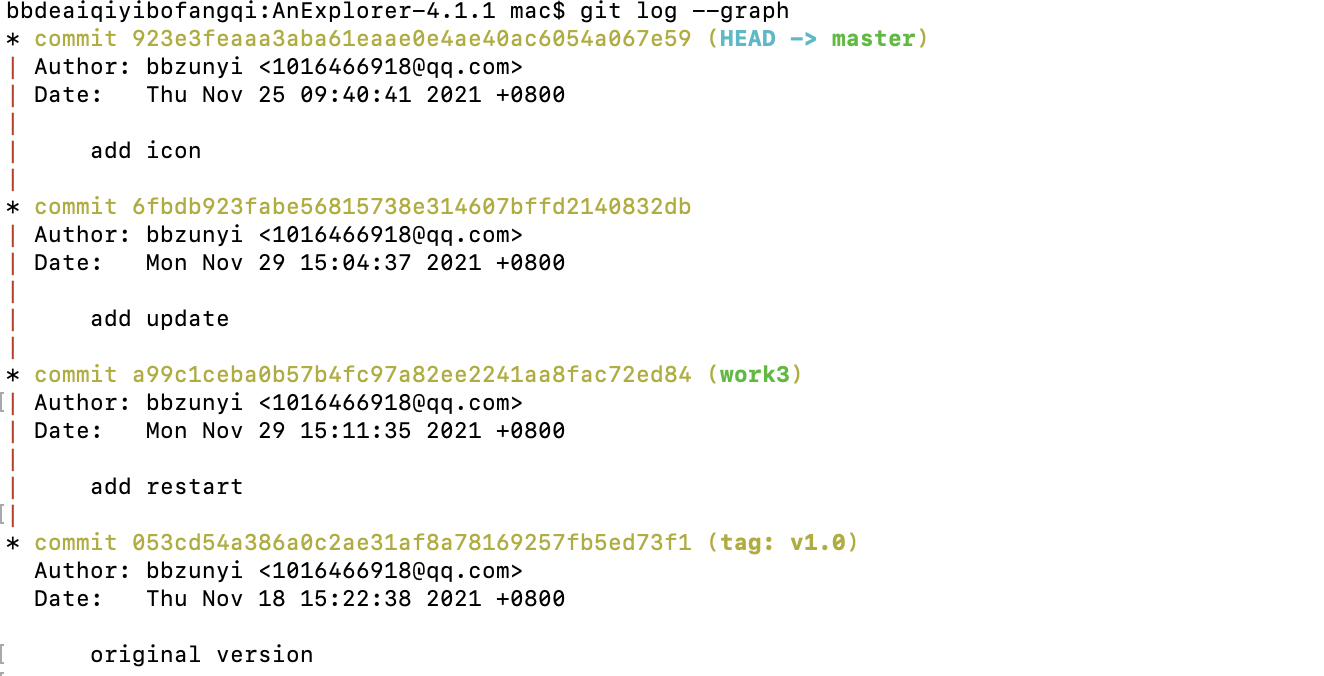 bbdeaiqiyibofangqi:AnExplorer-4.1.1 mac$ git log --graph
* commit 923e3feaaa3aba61eaae0e4ae40ac6054a067e59 (HEAD -> master)
| Author: bbzunyi <1016466918@qq.com>
| Date:   Thu Nov 25 09:40:41 2021 +0800
|
|     add icon
|
* commit 6fbdb923fabe56815738e314607bffd2140832db
| Author: bbzunyi <1016466918@qq.com>
| Date:   Mon Nov 29 15:04:37 2021 +0800
|
|     add update
|
* commit a99c1ceba0b57b4fc97a82ee2241aa8fac72ed84 (work3)
| Author: bbzunyi <1016466918@qq.com>
| Date:   Mon Nov 29 15:11:35 2021 +0800
|
|     add restart
|
* commit 053cd54a386a0c2ae31af8a78169257fb5ed73f1 (tag: v1.0)
  Author: bbzunyi <1016466918@qq.com>
  Date:   Thu Nov 18 15:22:38 2021 +0800
      original version